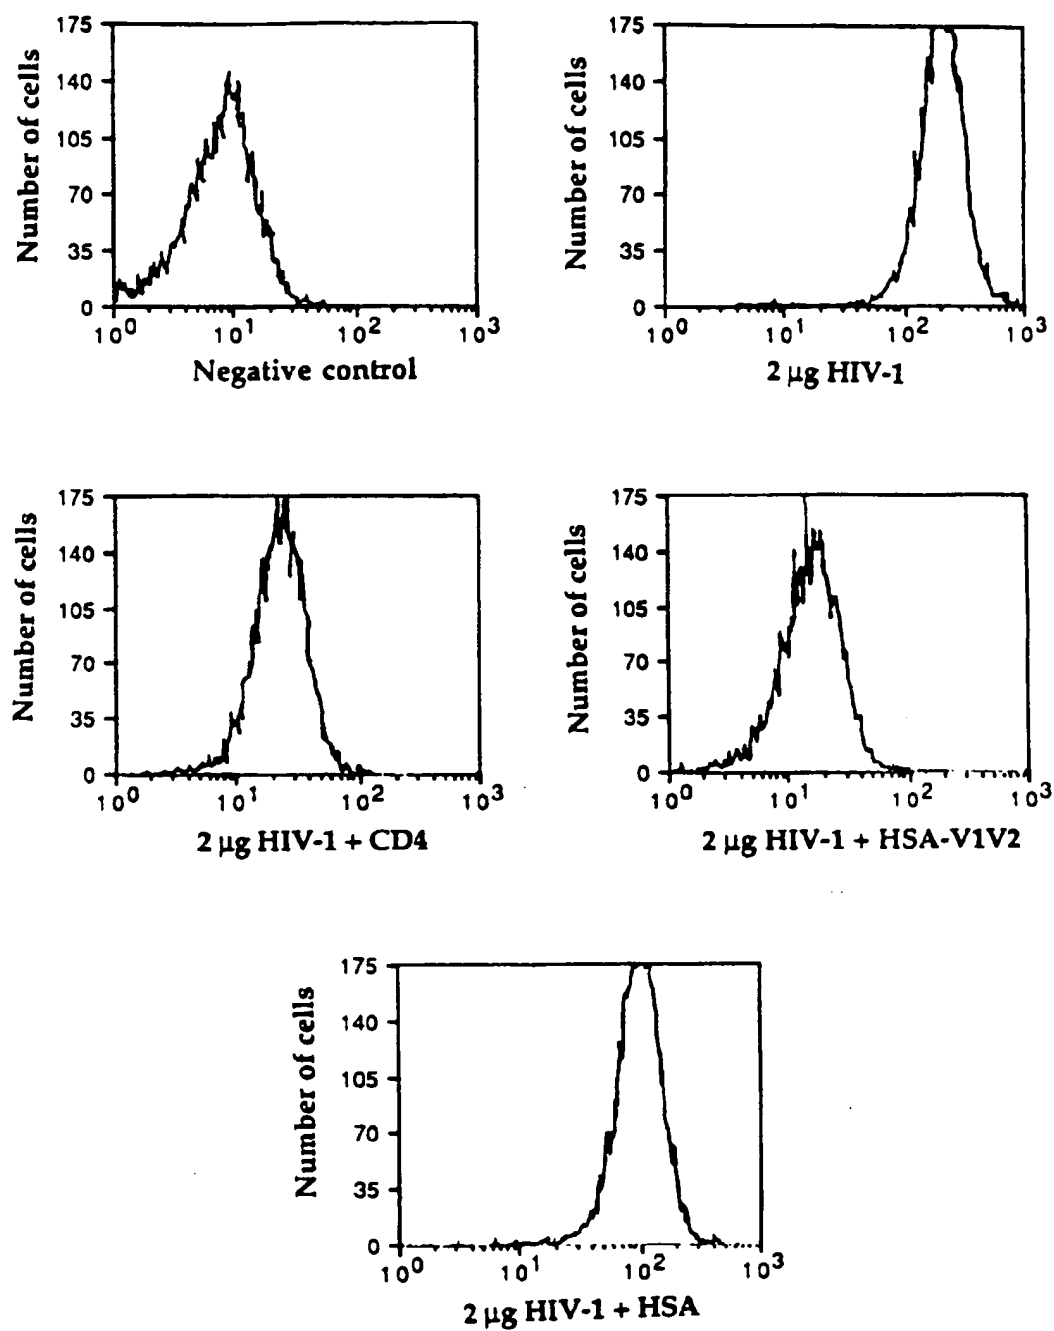 Number of cells
175
140
105
70
35
0
10^0 10^1 10^2 10^3
Negative control
Number of cells
175
140
105
70
35
0
10^0 10^1 10^2 10^3
2 µg HIV-1
Number of cells
175
140
105
70
35
0
10^0 10^1 10^2 10^3
2 µg HIV-1 + CD4
Number of cells
175
140
105
70
35
0
10^0 10^1 10^2 10^3
2 µg HIV-1 + HSA-V1V2
Number of cells
175
140
105
70
35
0
10^0 10^1 10^2 10^3
2 µg HIV-1 + HSA